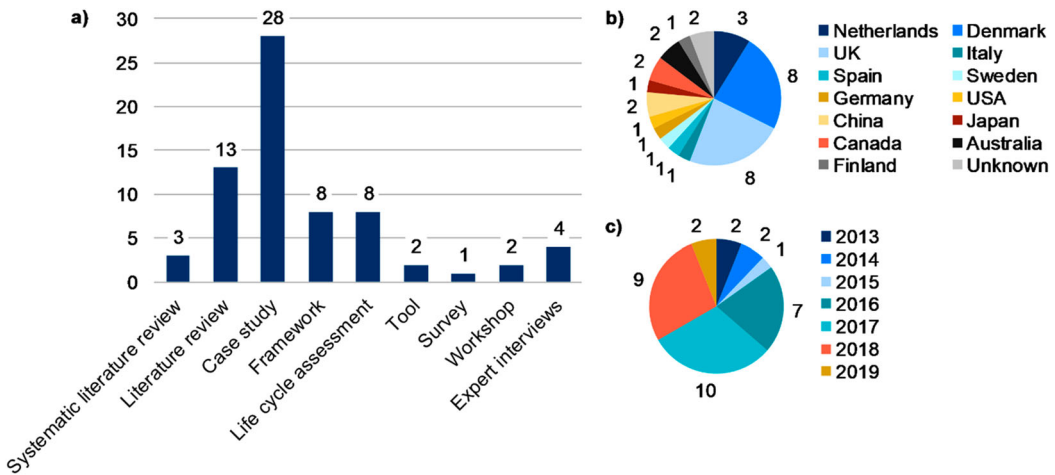 a)
30
25
20
15
10
5
0
3
13
28
8
8
2
1
2
4
Systematic literature review
Literature review
Case study
Framework
Life cycle assessment
Tool
Survey
Workshop
Expert interviews
b)
3
8
8
1
1
1
1
1
2
1
2
2
1
2
Netherlands
Denmark
UK
Italy
Spain
Sweden
Germany
USA
China
Japan
Canada
Australia
Finland
Unknown
c)
2
2
1
7
10
9
2
2013
2014
2015
2016
2017
2018
2019